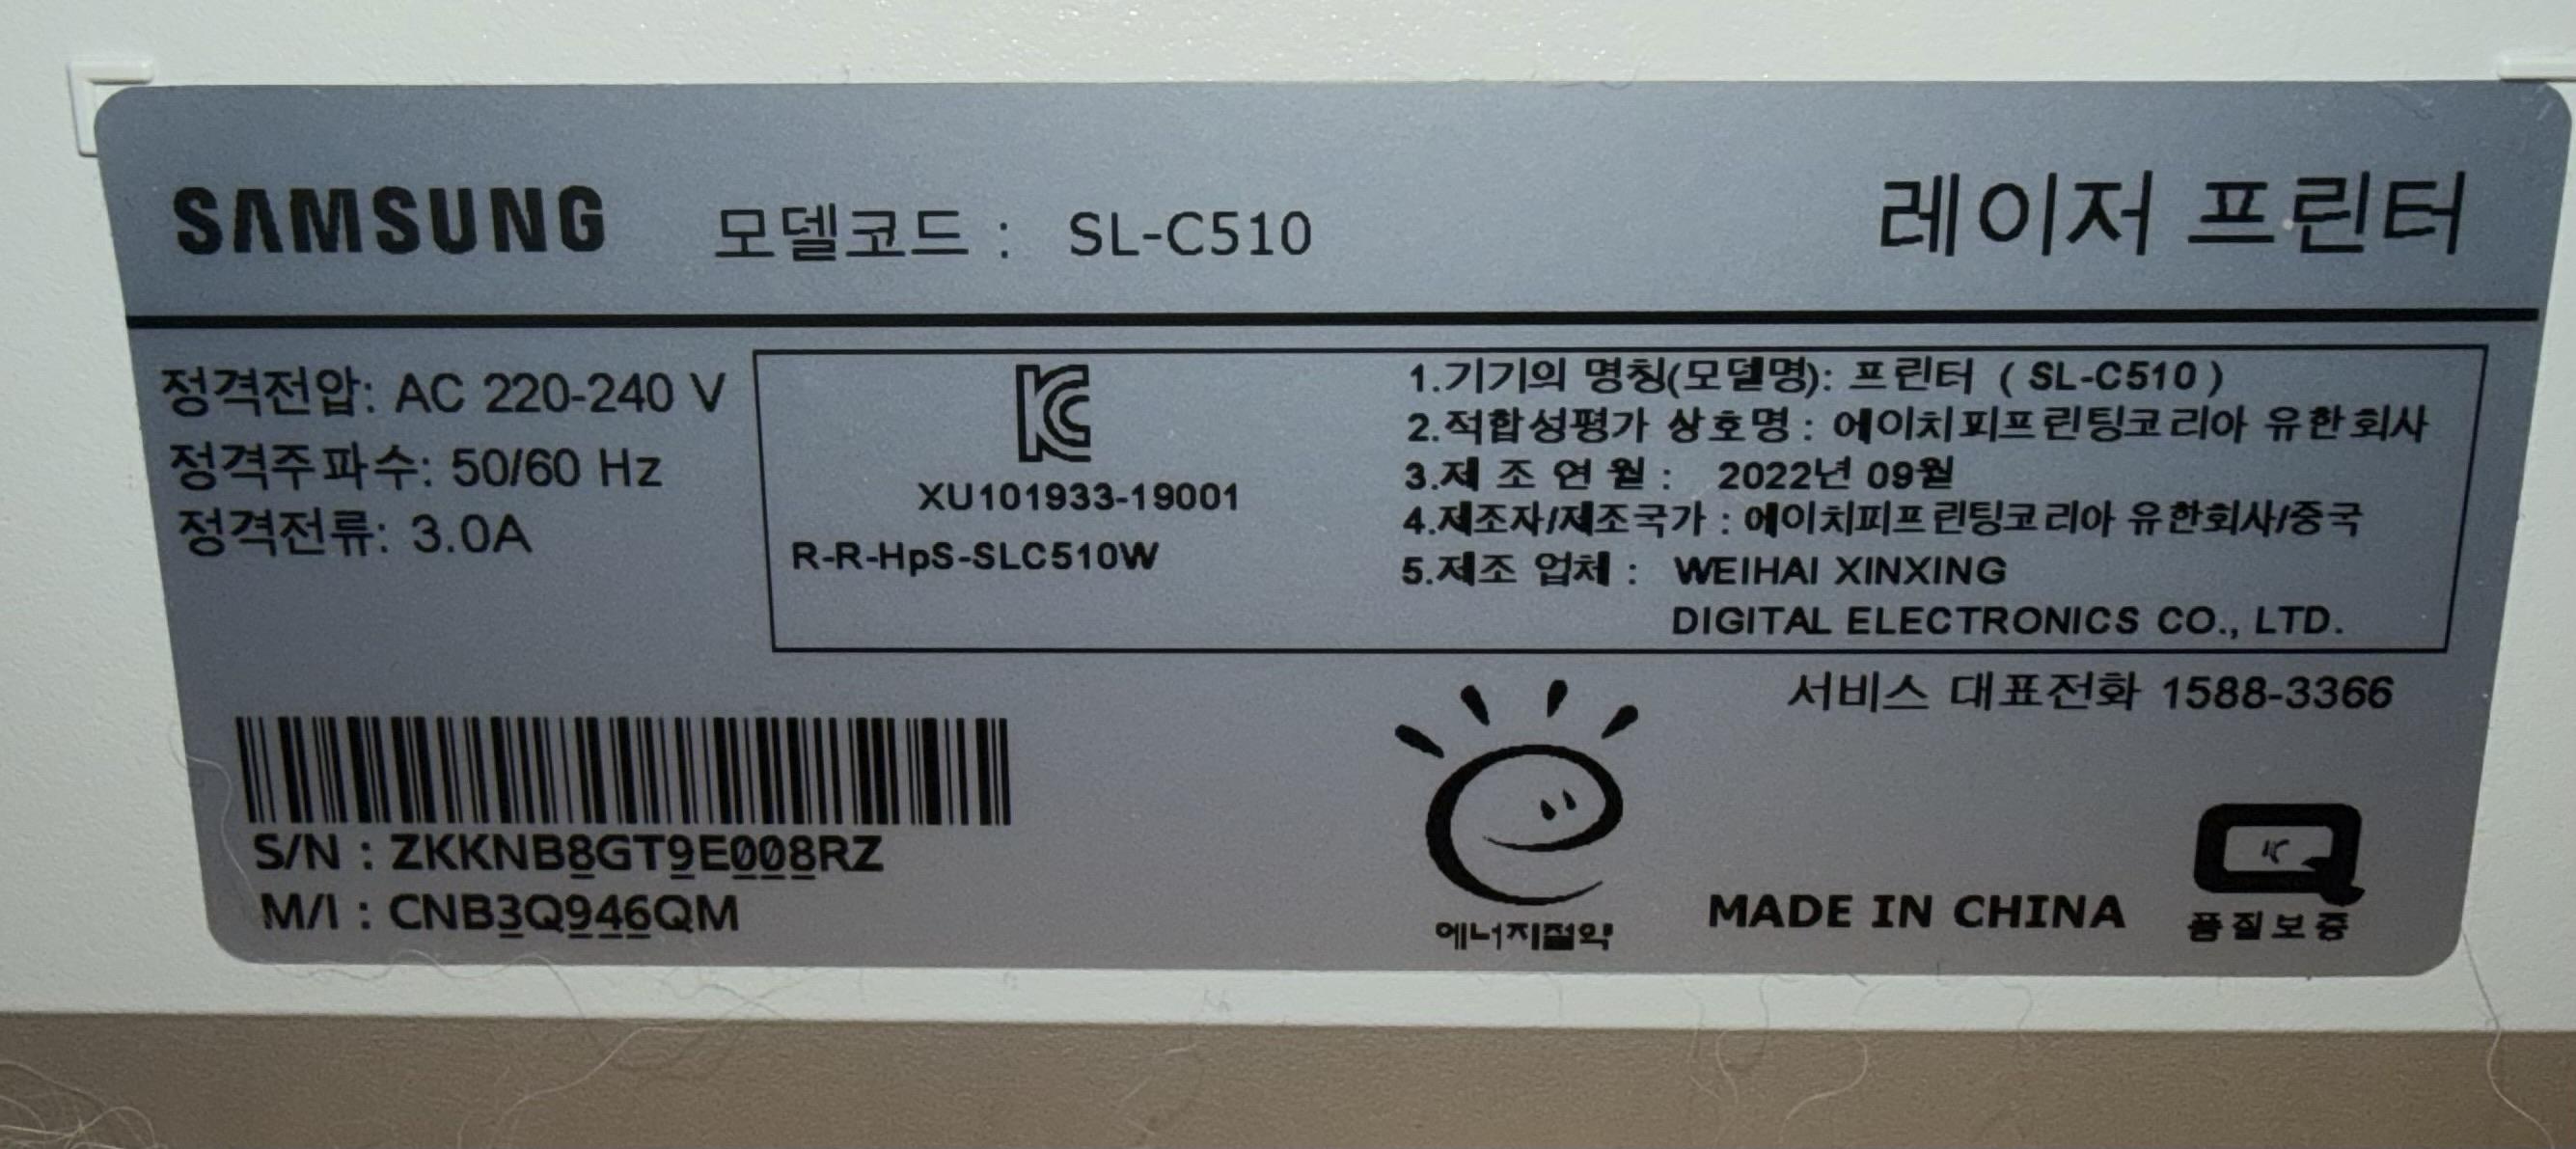 SAMSUNG 모델코드 : SL-C510 레이저 프린터
정격전압: AC 220-240 V
정격주파수: 50/60 Hz
정격전류: 3.0A
XU101933-19001
R-R-HpS-SLC510W
1.기기의 명칭(모델명): 프린터 ( SL-C510 )
2.적합성평가 상호명 : 에이치피프린팅코리아 유한회사
3.제 조 연 월 : 2022년 09월
4.제조자/제조국가 : 에이치피프린팅코리아 유한회사/중국
5.제조 업체 : WEIHAI XINXING
DIGITAL ELECTRONICS CO., LTD.
서비스 대표전화 1588-3366
S/N : ZKKNB8GT9E008RZ
M/I : CNB3Q946QM
에너지절약
MADE IN CHINA
품질보증